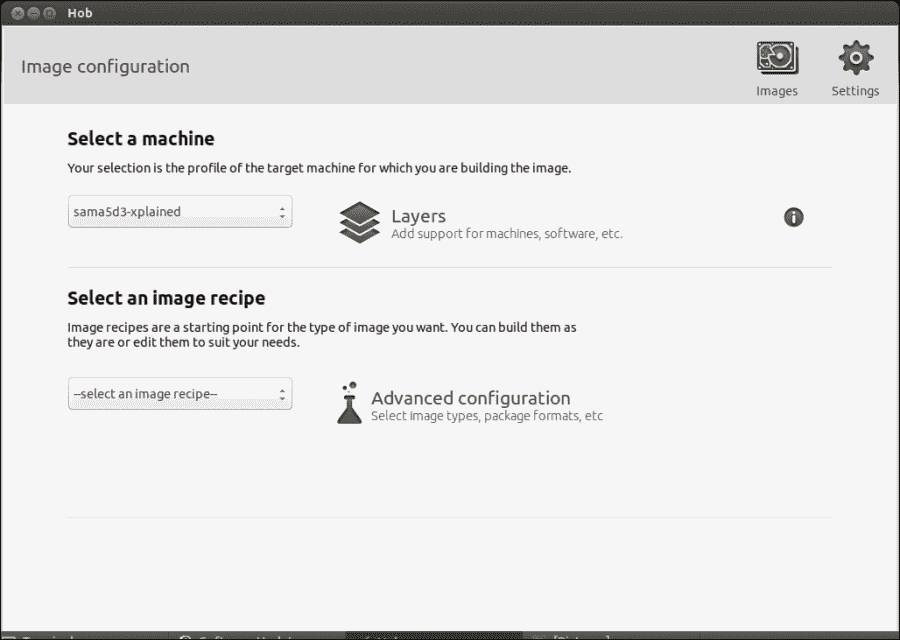 Hob
Image configuration
Images
Settings
Select a machine
Your selection is the profile of the target machine for which you are building the image.
sama5d3-xplained
Layers
Add support for machines, software, etc.
Select an image recipe
Image recipes are a starting point for the type of image you want. You can build them as
they are or edit them to suit your needs.
--select an image recipe--
Advanced configuration
Select image types, package formats, etc